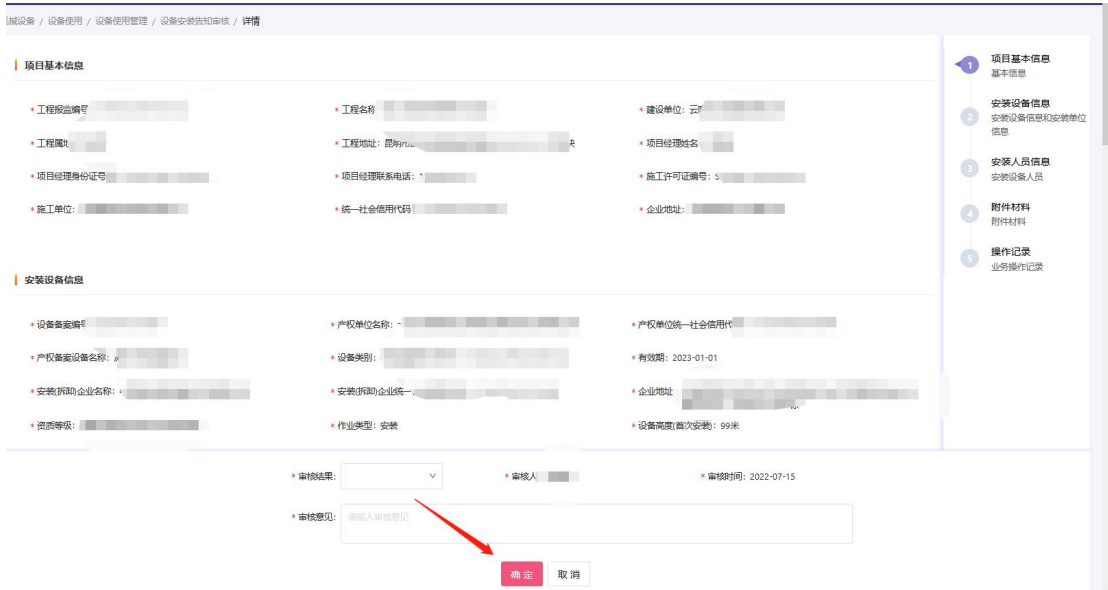 机械设备 / 设备使用 / 设备使用管理 / 设备安装告知审核 / 详情
项目基本信息
* 工程报监编号
* 工程名称
* 建设单位：云
* 工程属地
* 工程地址：昆明市
* 项目经理姓名
* 项目经理身份证号
* 项目经理联系电话：
* 施工许可证编号：S
* 施工单位：
* 统一社会信用代码
* 企业地址：
安装设备信息
* 设备备案编号
* 产权单位名称：
* 产权单位统一社会信用代
* 产权备案设备名称：
* 设备类别：
* 有效期：2023-01-01
* 安装(拆卸)企业名称：
* 安装(拆卸)企业统一
* 企业地址
* 资质等级：
* 作业类型：安装
* 设备高度(首次安装)：99米
* 审核结果：
* 审核人
* 审核时间：2022-07-15
* 审核意见：
请输入审核意见
确 定
取 消
1
项目基本信息
基本信息
2
安装设备信息
安装设备信息和安装单位
信息
3
安装人员信息
安装设备人员
4
附件材料
附件材料
5
操作记录
业务操作记录